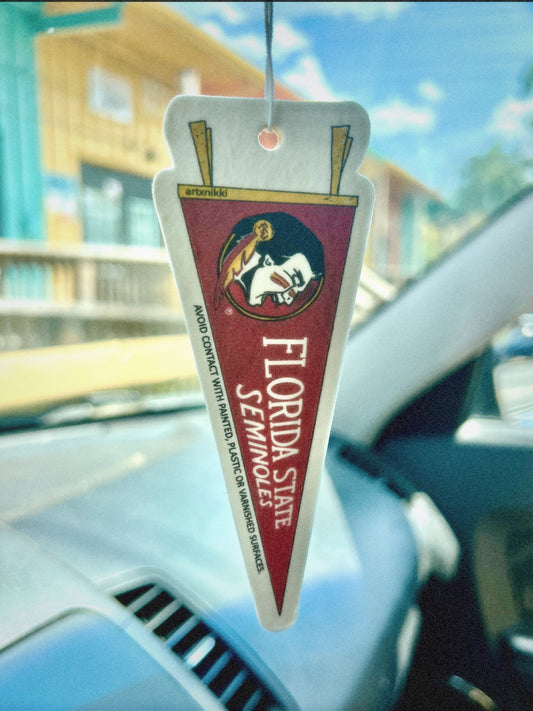 artxnikki
®
FLORIDA STATE
SEMINOLES
AVOID CONTACT WITH PAINTED, PLASTIC OR VARNISHED SURFACES.